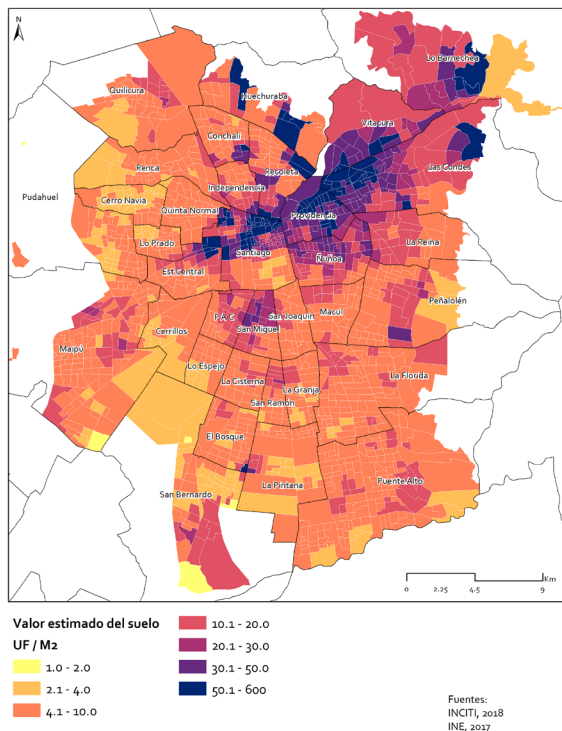 N
Lo Barnechea
Quilicura
Huechuraba
Vitacura
Conchalí
Las Condes
Renca
Recoleta
Independencia
Pudahuel
Cerro Navia
Quinta Normal
Providencia
Lo Prado
Santiago
La Reina
Est Central
Ñuñoa
Peñalolén
P A C
San Joaquín
Macul
San Miguel
Cerrillos
Maipú
Lo Espejo
La Florida
La Cisterna
La Granja
San Ramón
El Bosque
La Pintana
Puente Alto
San Bernardo
Km
0 2.25 4.5 9
Valor estimado del suelo
UF / M2
1.0 - 2.0
2.1 - 4.0
4.1 - 10.0
10.1 - 20.0
20.1 - 30.0
30.1 - 50.0
50.1 - 600
Fuentes:
INCITI, 2018
INE, 2017